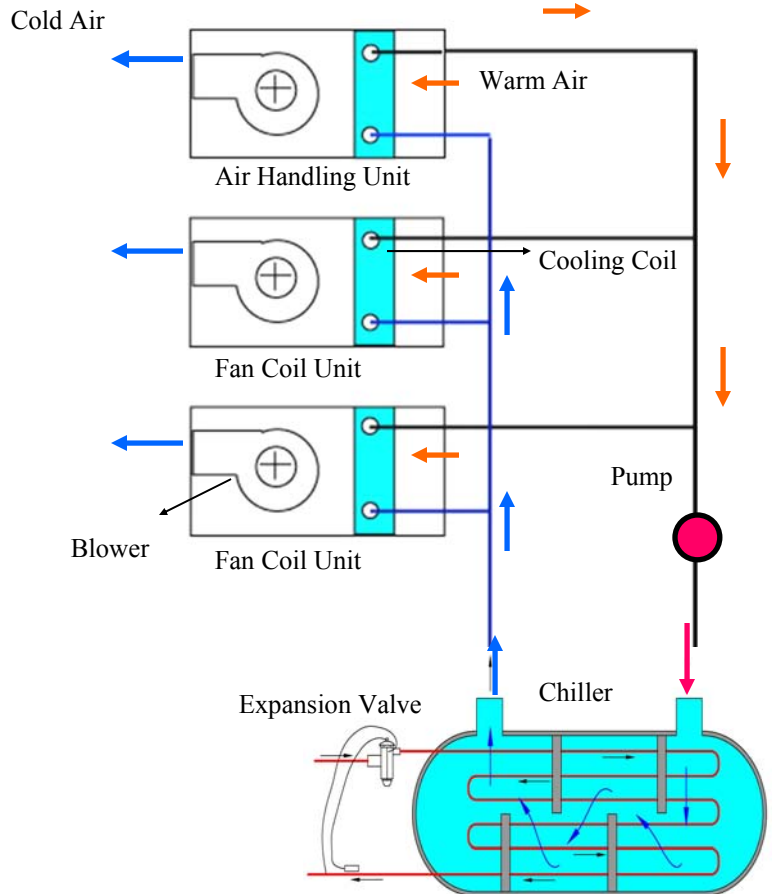 Cold Air
Warm Air
Air Handling Unit
Cooling Coil
Fan Coil Unit
Pump
Blower
Fan Coil Unit
Chiller
Expansion Valve